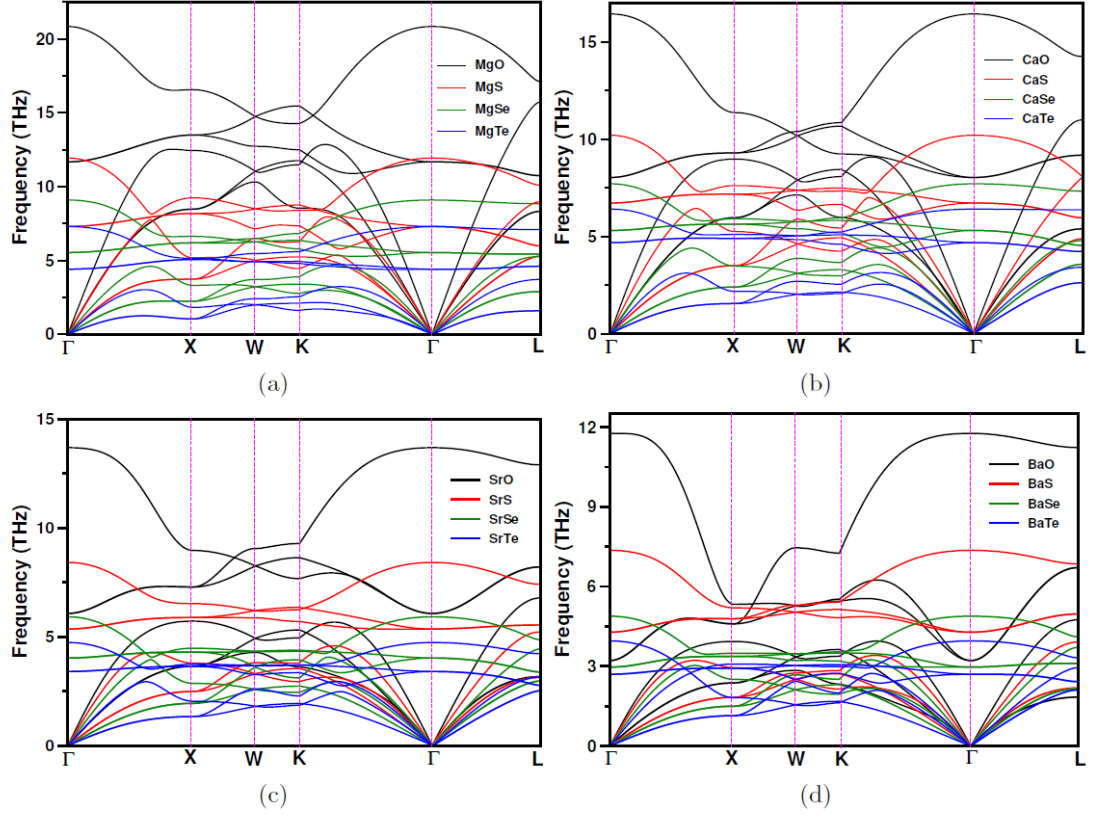 Frequency (THz)
20
15
10
5
0
MgO
MgS
MgSe
MgTe
Γ X W K Γ L
(a)
Frequency (THz)
15
10
5
0
CaO
CaS
CaSe
CaTe
Γ X W K Γ L
(b)
Frequency (THz)
15
10
5
0
SrO
SrS
SrSe
SrTe
Γ X W K Γ L
(c)
Frequency (THz)
12
9
6
3
0
BaO
BaS
BaSe
BaTe
Γ X W K Γ L
(d)